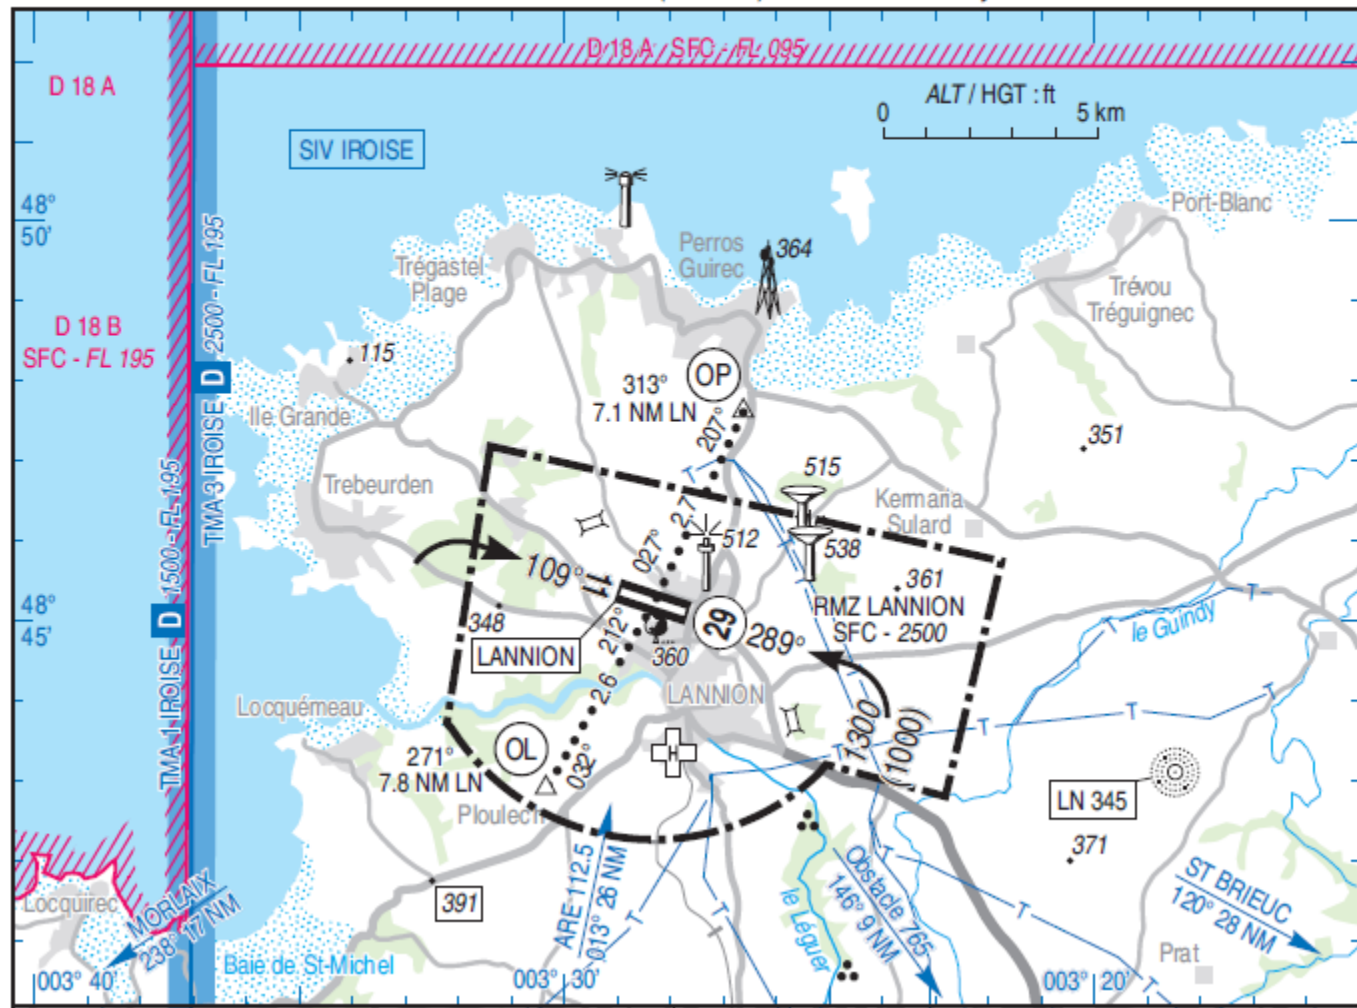 D 18 A SFC - FL 095
D 18 A
ALT / HGT : ft
0 5 km
SIV IROISE
48°
50'
Port-Blanc
Perros
Guirec
364
Trégastel
Plage
Trévou
Tréguignec
TMA 3 IROISE D 2500 - FL 195
D 18 B
SFC - FL 195
115
OP
313°
7.1 NM LN
Ile Grande
207°
351
Trebeurden
515
Kermaria
Sulard
2.7
TMA 1 IROISE D 1500 - FL 195
512
538
027°
109°
11
361
RMZ LANNION
SFC - 2500
48°
45'
348
212°
29
289°
le Guindy
LANNION
360
2.6
LANNION
Locquémeau
OL
271°
7.8 NM LN
032°
H
1300
(1000)
LN 345
Ploulec'h
371
391
ARE 112.5
013° 26 NM
le Léguer
Obstacle 765
146° 9 NM
ST BRIEUC
120° 28 NM
Locquirec
MORLAIX
238° 17 NM
Baie de St-Michel
Prat
003° 40'
003° 30'
003° 20'
T
T
T
T
T
T
T
T
T
T
T